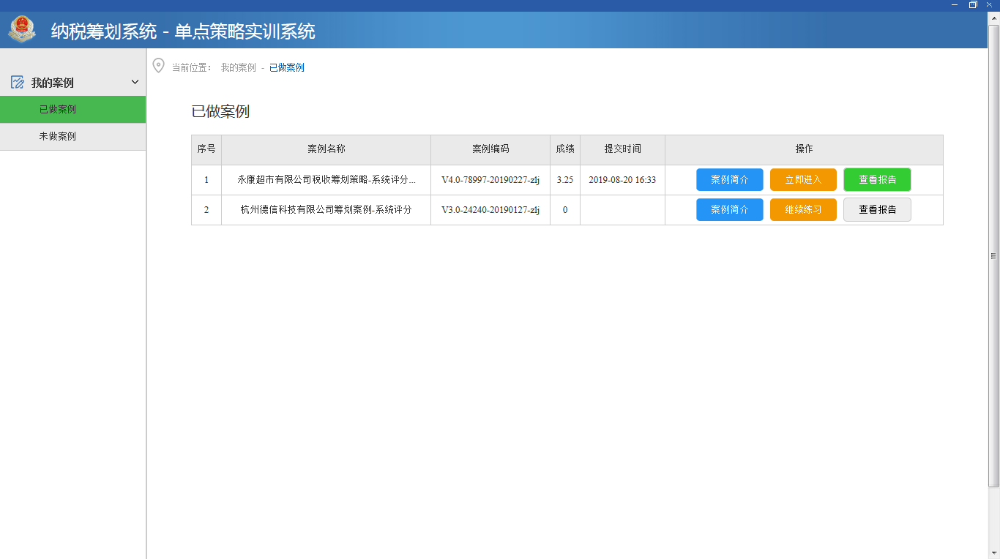 纳税筹划系统 - 单点策略实训系统
当前位置： 我的案例 - 已做案例
我的案例
已做案例
未做案例
已做案例
序号 案例名称 案例编码 成绩 提交时间 操作
1 永康超市有限公司税收筹划策略-系统评分... V4.0-78997-20190227-zlj 3.25 2019-08-20 16:33 案例简介 立即进入 查看报告
2 杭州德信科技有限公司筹划案例-系统评分 V3.0-24240-20190127-zlj 0 案例简介 继续练习 查看报告